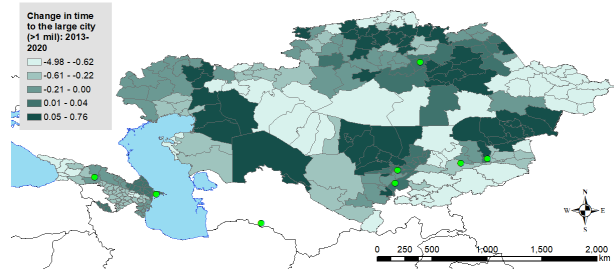 Change in time
to the large city
(>1 mil): 2013-
2020
-4.98 - -0.62
-0.61 - -0.22
-0.21 - 0.00
0.01 - 0.04
0.05 - 0.76
N
W E
S
0 250 500 1,000 1,500 2,000
km